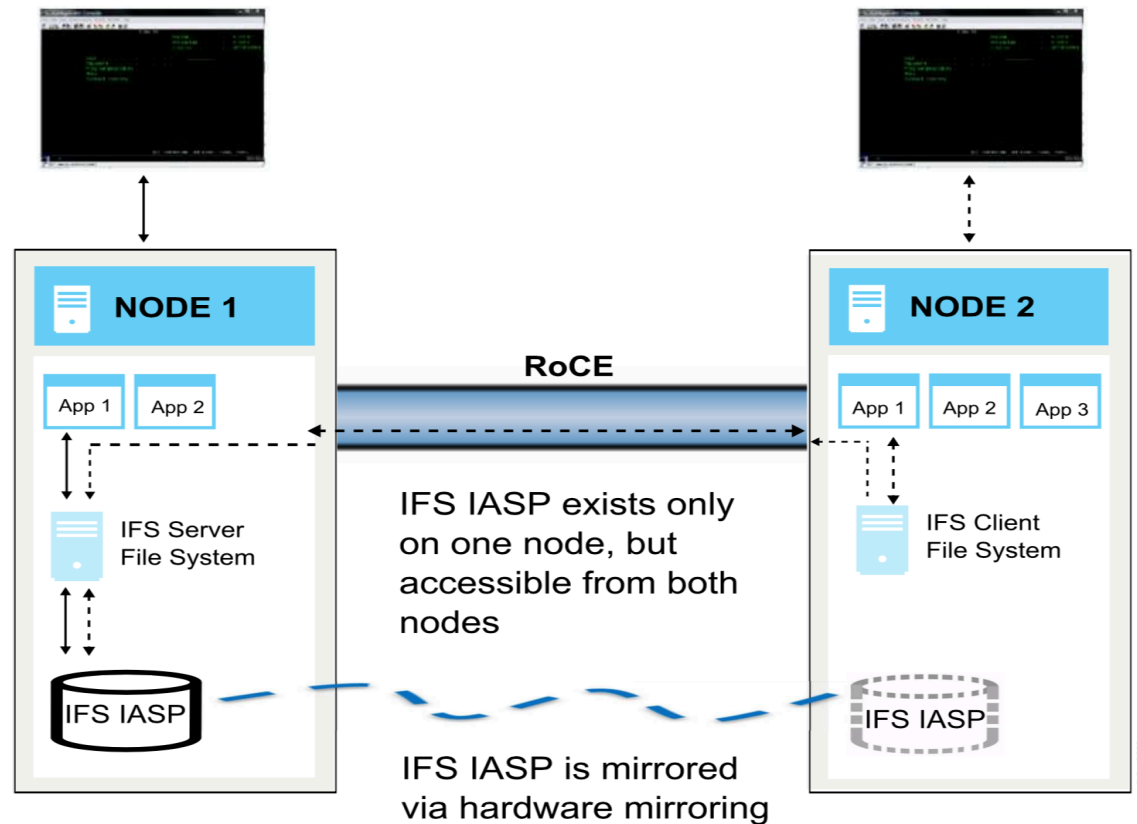 NODE 1
NODE 2
RoCE
App 1
App 2
App 1
App 2
App 3
IFS Server
File System
IFS IASP exists only
on one node, but
accessible from both
nodes
IFS Client
File System
IFS IASP
IFS IASP
IFS IASP is mirrored
via hardware mirroring